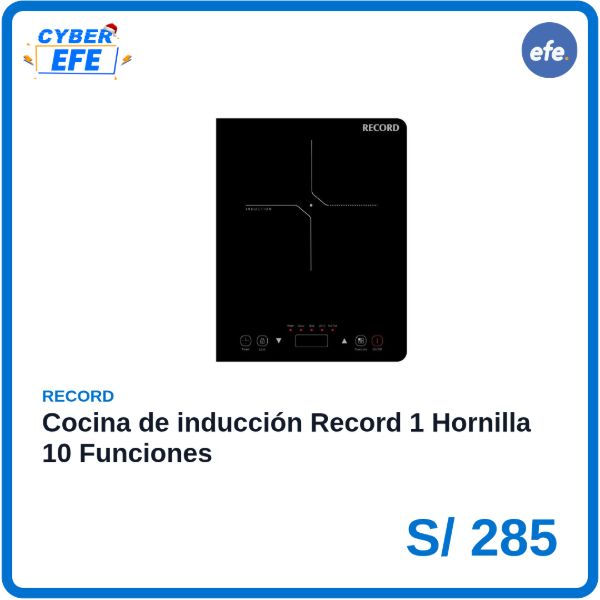 CYBER
EFE
efe.
RECORD
INDUCTION
RECORD
Cocina de inducción Record 1 Hornilla
10 Funciones
S/ 285